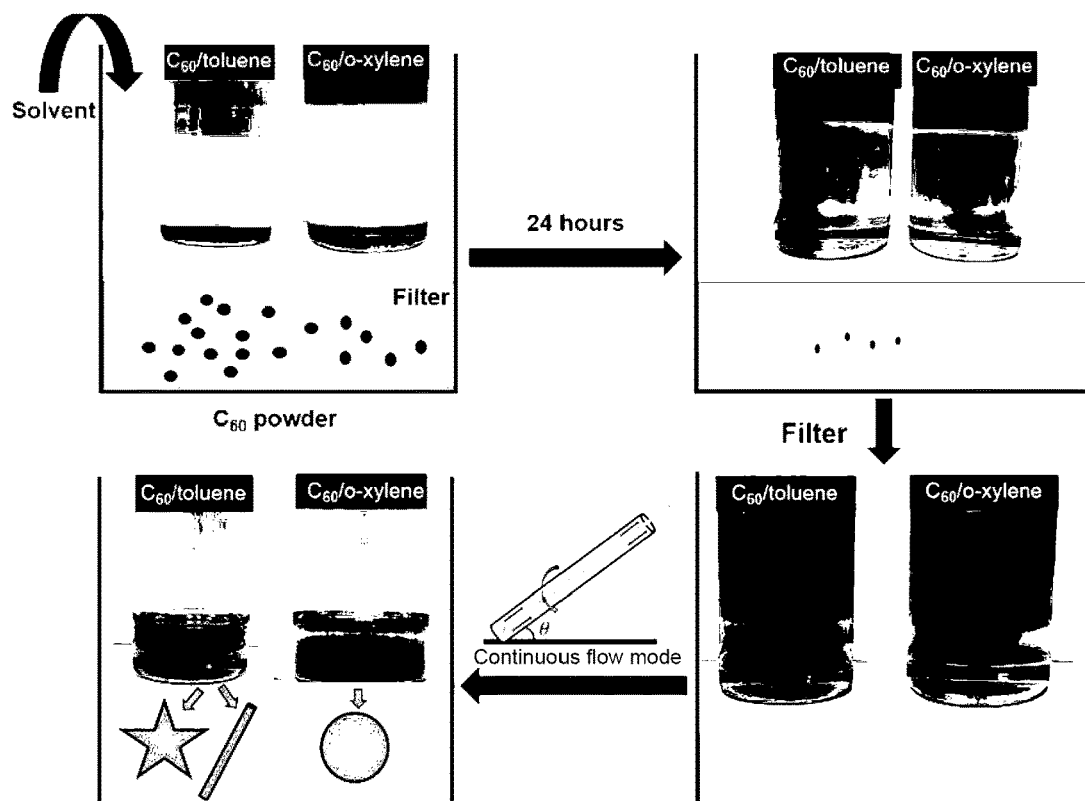 C₆₀/toluene C₆₀/o-xylene
Solvent
Filter
C₆₀ powder
24 hours
C₆₀/toluene C₆₀/o-xylene
Filter
C₆₀/toluene C₆₀/o-xylene
θ
Continuous flow mode
C₆₀/toluene C₆₀/o-xylene